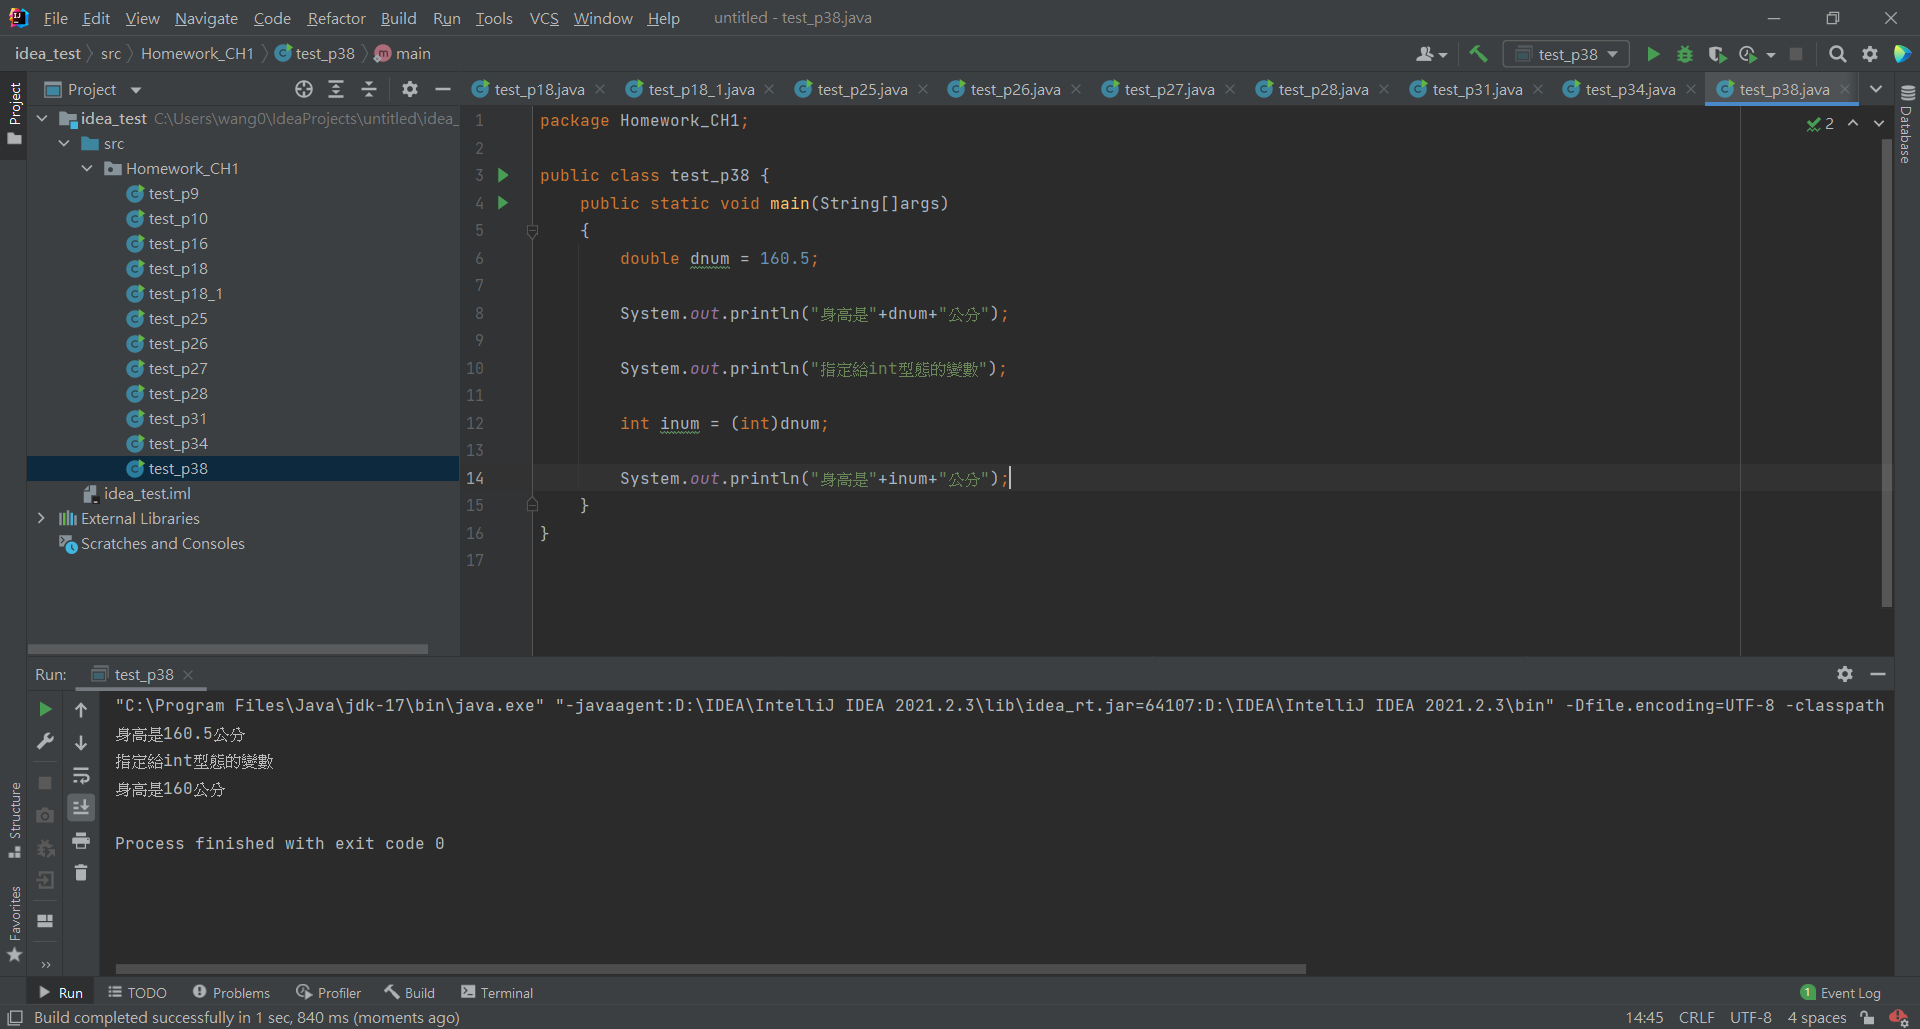 File Edit View Navigate Code Refactor Build Run Tools VCS Window Help untitled - test_p38.java
idea_test src Homework_CH1 test_p38 main test_p38
Project
Project
test_p18.java test_p18_1.java test_p25.java test_p26.java test_p27.java test_p28.java test_p31.java test_p34.java test_p38.java
Database
idea_test C:\Users\wang0\IdeaProjects\untitled\idea_
src
Homework_CH1
test_p9
test_p10
test_p16
test_p18
test_p18_1
test_p25
test_p26
test_p27
test_p28
test_p31
test_p34
test_p38
idea_test.iml
External Libraries
Scratches and Consoles
2
1 package Homework_CH1;
2
3 public class test_p38 {
4 public static void main(String[]args)
5 {
6 double dnum = 160.5;
7
8 System.out.println("身高是"+dnum+"公分");
9
10 System.out.println("指定給int型態的變數");
11
12 int inum = (int)dnum;
13
14 System.out.println("身高是"+inum+"公分");
15 }
16 }
17
Run: test_p38
"C:\Program Files\Java\jdk-17\bin\java.exe" "-javaagent:D:\IDEA\IntelliJ IDEA 2021.2.3\lib\idea_rt.jar=64107:D:\IDEA\IntelliJ IDEA 2021.2.3\bin" -Dfile.encoding=UTF-8 -classpath
身高是160.5公分
指定給int型態的變數
身高是160公分
Process finished with exit code 0
Structure
Favorites
Run TODO Problems Profiler Build Terminal 1 Event Log
Build completed successfully in 1 sec, 840 ms (moments ago) 14:45 CRLF UTF-8 4 spaces